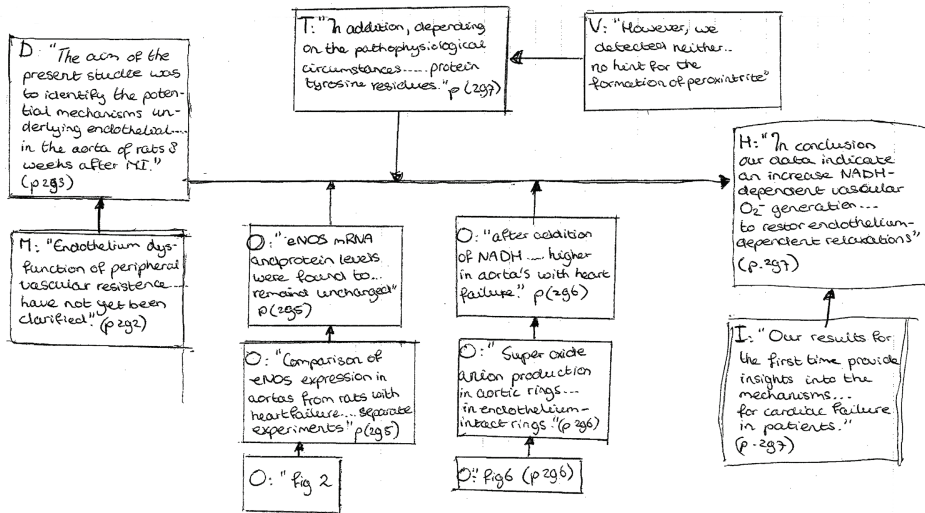 D: "The aim of the
present studee was
to identify the poten-
tial mechanisms un-
derlying endothelial....
in the aorta of rats 8
weeks after MI."
(p 293)
M: "Endothelium dys-
function of peripheral
vascular resistence
....have not yet been
clarified". (p 292)
T: "In addition, depending
on the pathophysiological
circumstances..... protein
tyrosine residues." p (297)
V: "However, we
detected neither..
no hint for the
formation of peroxintrite"
O: "eNOS mRNA
and protein levels
were found to...
remaind unchanged"
p (295)
O: "Comparison of
eNOS expression in
aortas from rats with
heart failure.... separate
experiments" p (295)
O: "fig 2
O: "after addition
of NADH .... higher
in aorta's with heart
failure." p (296)
O: "Super oxide
anion production
in aortic rings....
in endothelium-
intact rings." (p 296)
O:" fig6 (p 296)
H: "In conclusion
our data indicate
an increase NADH-
dependent vascular
O₂⁻ generation...
to restor endothelium-
dependent relaxations"
(p. 297)
I: "Our results for
the first time provide
insights into the
mechanisms...
for cardiac failure
in patients."
(p. 297)